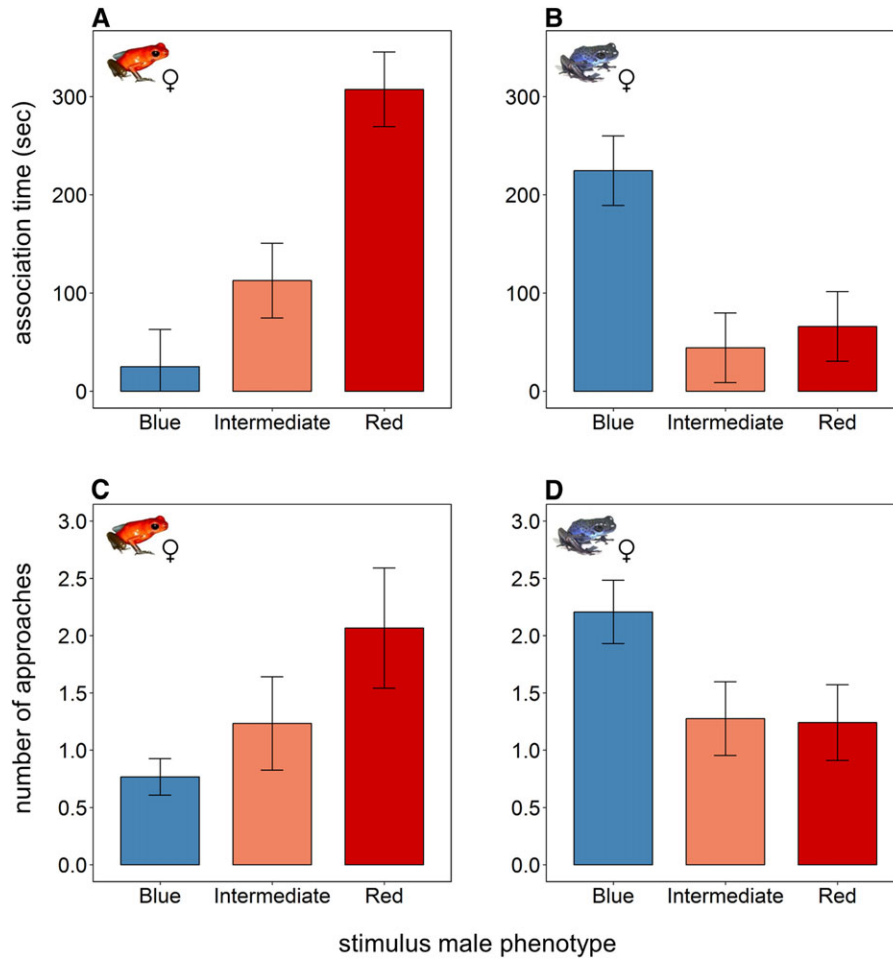 A
B
association time (sec)
300
200
100
0
♀
Blue
Intermediate
Red
300
200
100
0
♀
Blue
Intermediate
Red
C
D
number of approaches
3.0
2.5
2.0
1.5
1.0
0.5
0.0
♀
Blue
Intermediate
Red
3.0
2.5
2.0
1.5
1.0
0.5
0.0
♀
Blue
Intermediate
Red
stimulus male phenotype